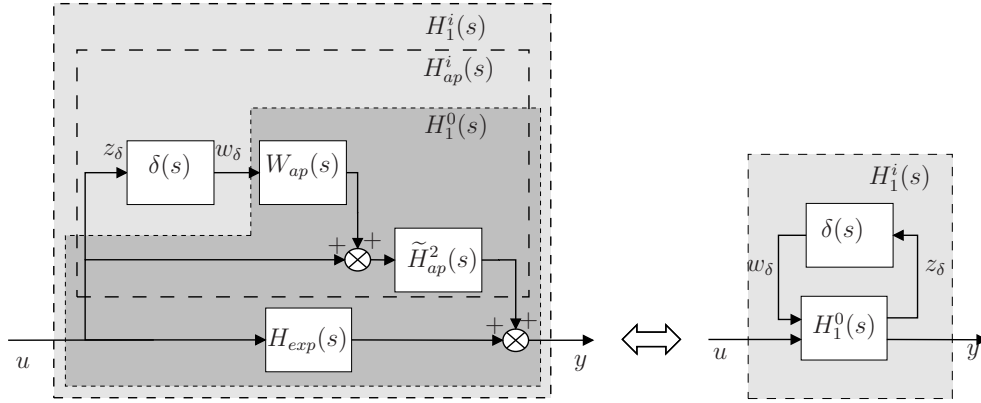 H_1^i(s)
H_{ap}^i(s)
H_1^0(s)
z_δ
δ(s)
w_δ
W_{ap}(s)
+
+
H̃_{ap}^2(s)
+
+
H_{exp}(s)
u
y
H_1^i(s)
δ(s)
w_δ
z_δ
H_1^0(s)
u
y